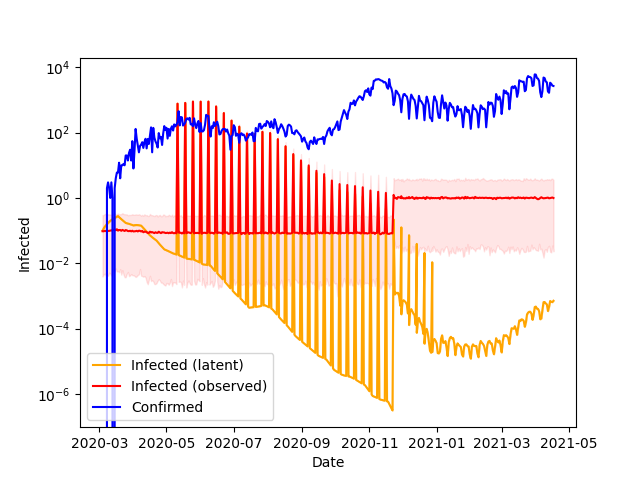 10^4
10^2
10^0
10^−2
10^−4
10^−6
Infected
Infected (latent)
Infected (observed)
Confirmed
2020-03 2020-05 2020-07 2020-09 2020-11 2021-01 2021-03 2021-05
Date